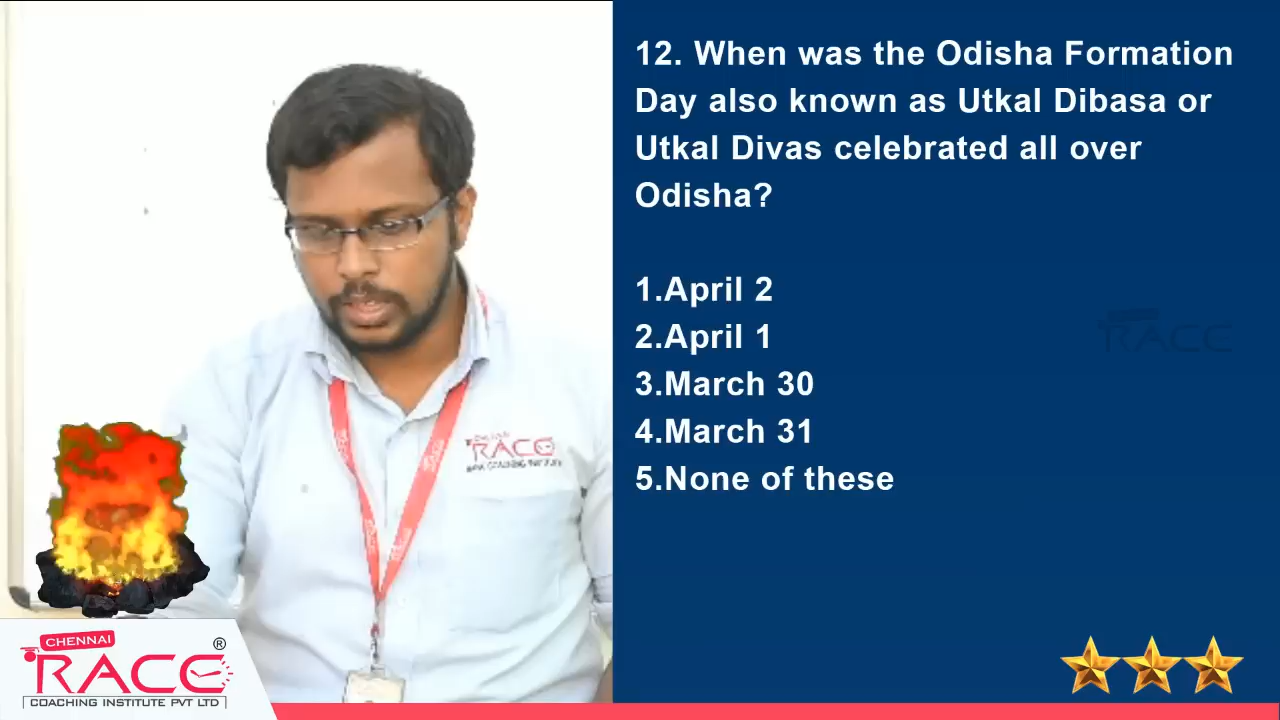 12. When was the Odisha Formation
Day also known as Utkal Dibasa or
Utkal Divas celebrated all over
Odisha?
1.April 2
2.April 1
3.March 30
4.March 31
5.None of these
RACE
RACE
CHENNAI
RACE ®
COACHING INSTITUTE PVT LTD